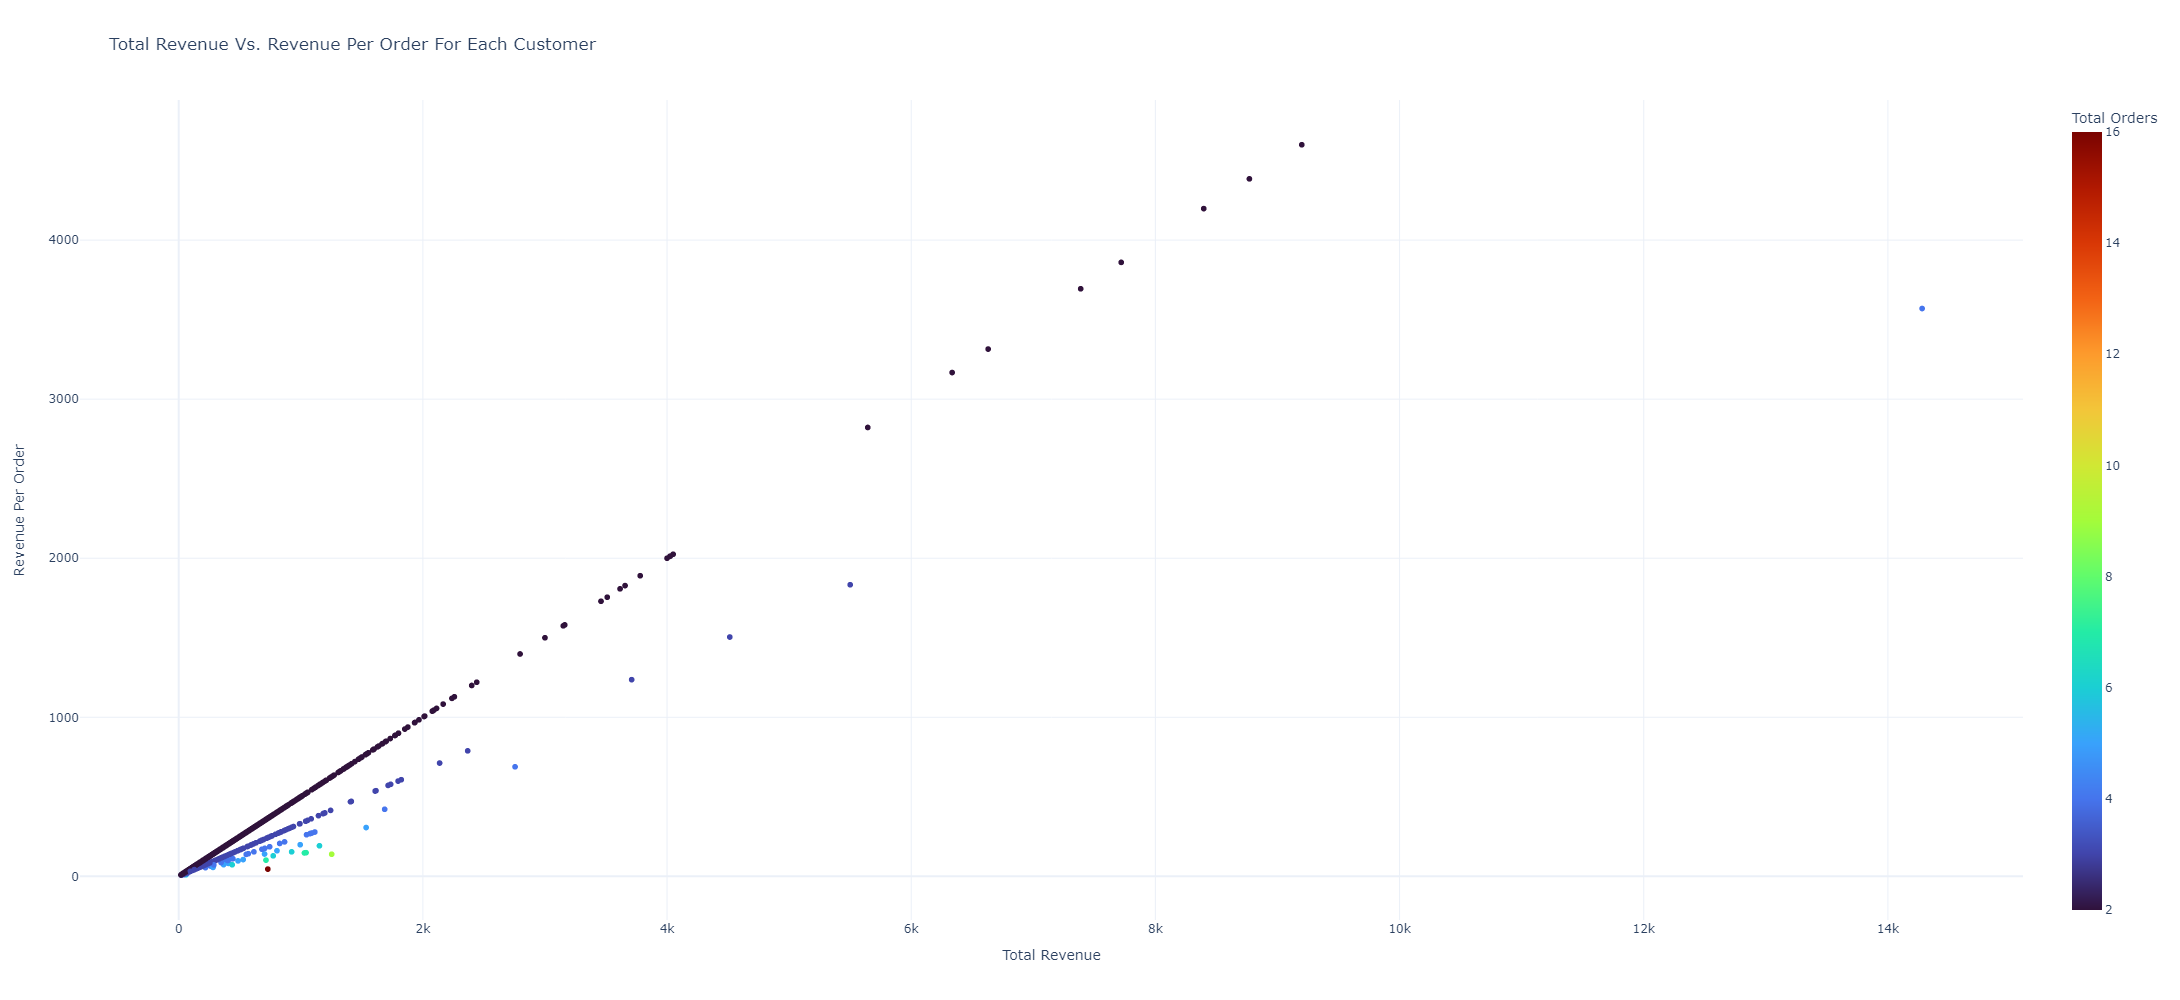 Total Revenue Vs. Revenue Per Order For Each Customer
Total Orders
16
14
12
10
8
6
4
2
Revenue Per Order
4000
3000
2000
1000
0
0 2k 4k 6k 8k 10k 12k 14k
Total Revenue